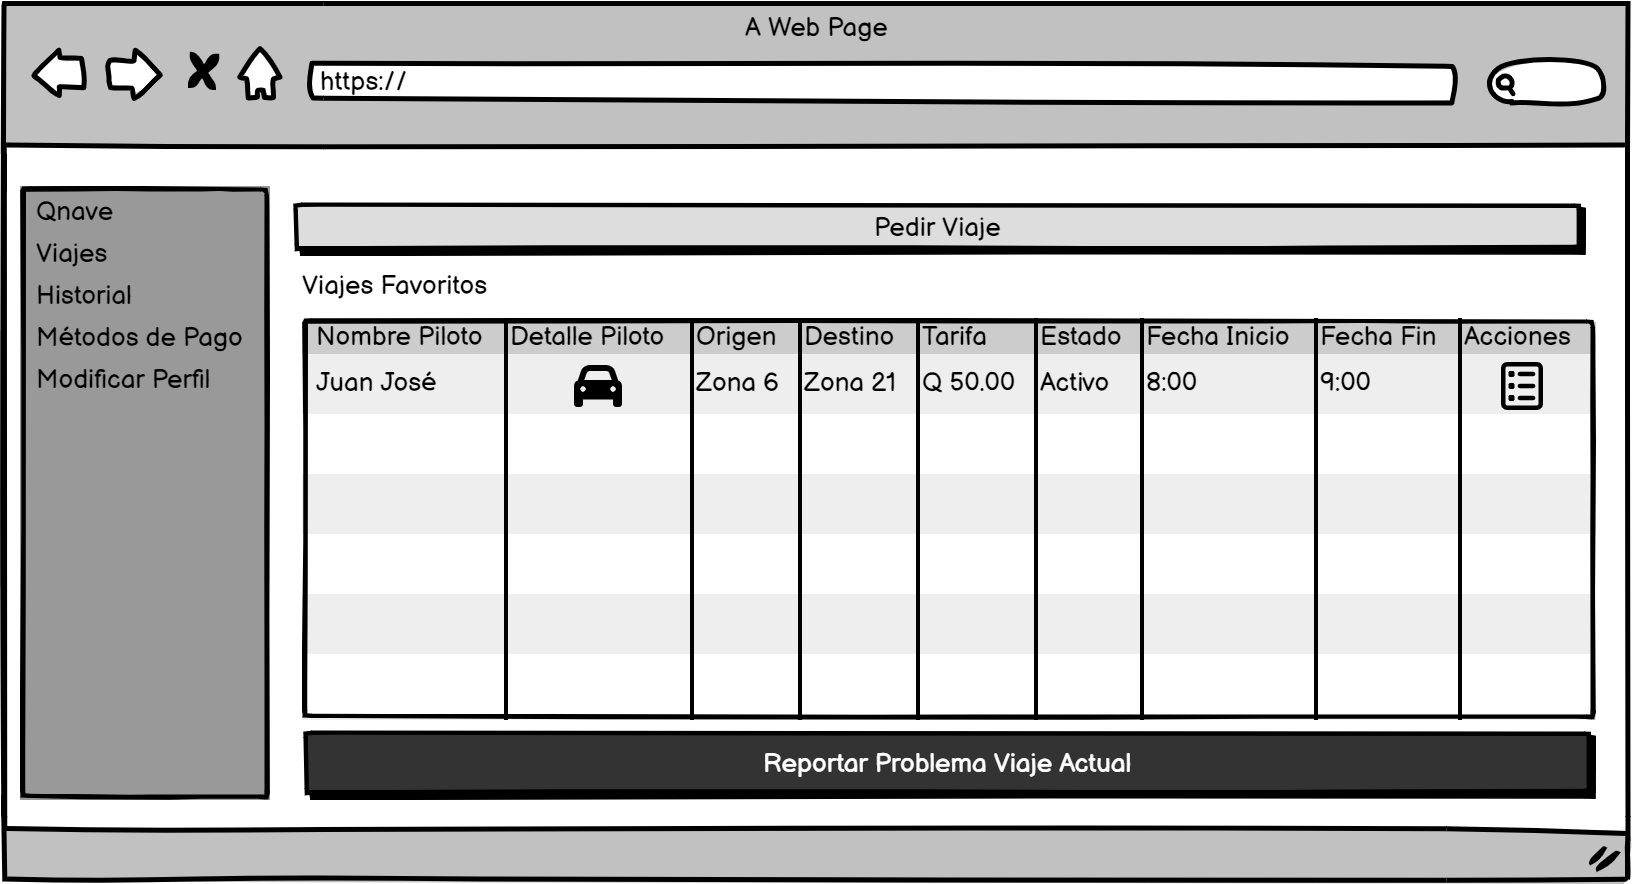 A Web Page
https://
Qnave
Viajes
Historial
Métodos de Pago
Modificar Perfil
Pedir Viaje
Viajes Favoritos
Nombre Piloto Detalle Piloto Origen Destino Tarifa Estado Fecha Inicio Fecha Fin Acciones
Juan José Zona 6 Zona 21 Q 50.00 Activo 8:00 9:00
Reportar Problema Viaje Actual